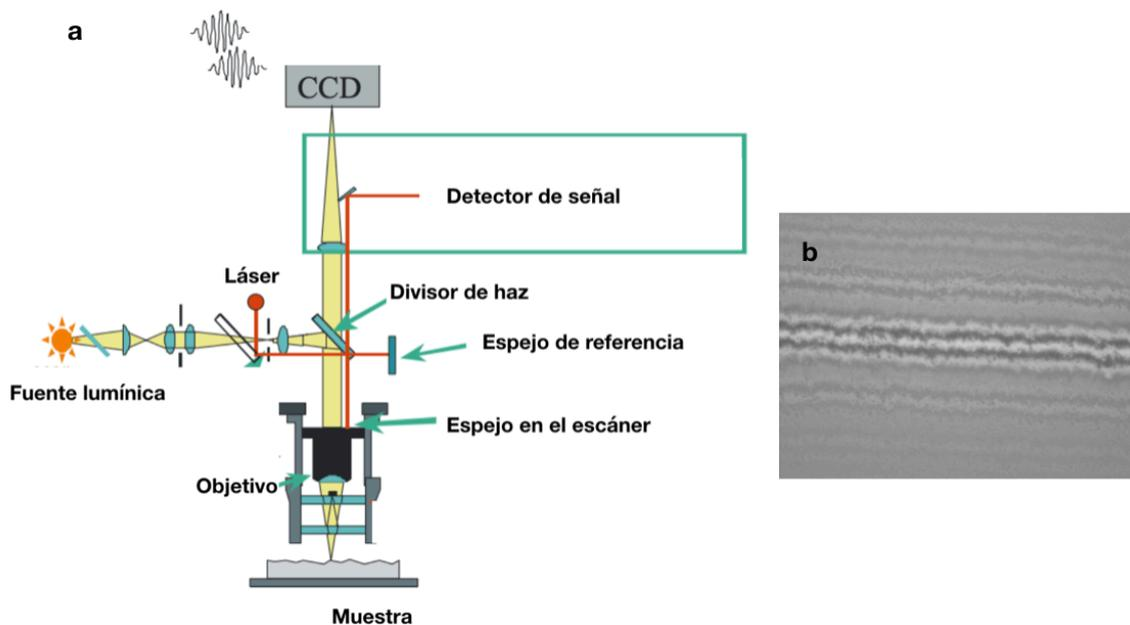 a
CCD
Detector de señal
b
Láser
Divisor de haz
Espejo de referencia
Fuente lumínica
Espejo en el escáner
Objetivo
Muestra